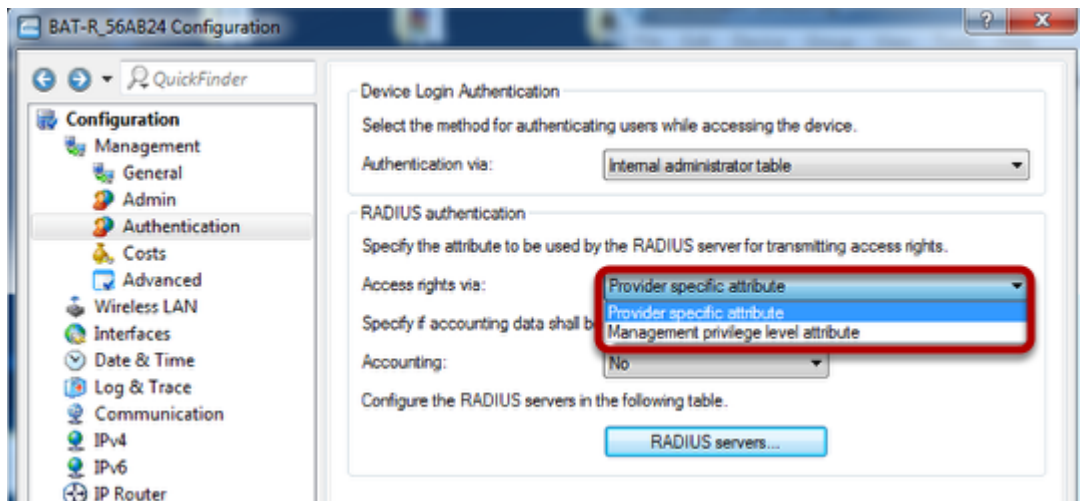 BAT-R_56AB24 Configuration
QuickFinder
Configuration
Management
General
Admin
Authentication
Costs
Advanced
Wireless LAN
Interfaces
Date & Time
Log & Trace
Communication
IPv4
IPv6
IP Router
Device Login Authentication
Select the method for authenticating users while accessing the device.
Authentication via:
Internal administrator table
RADIUS authentication
Specify the attribute to be used by the RADIUS server for transmitting access rights.
Access rights via:
Provider specific attribute
Provider specific attribute
Management privilege level attribute
Specify if accounting data shall b
Accounting:
No
Configure the RADIUS servers in the following table.
RADIUS servers...